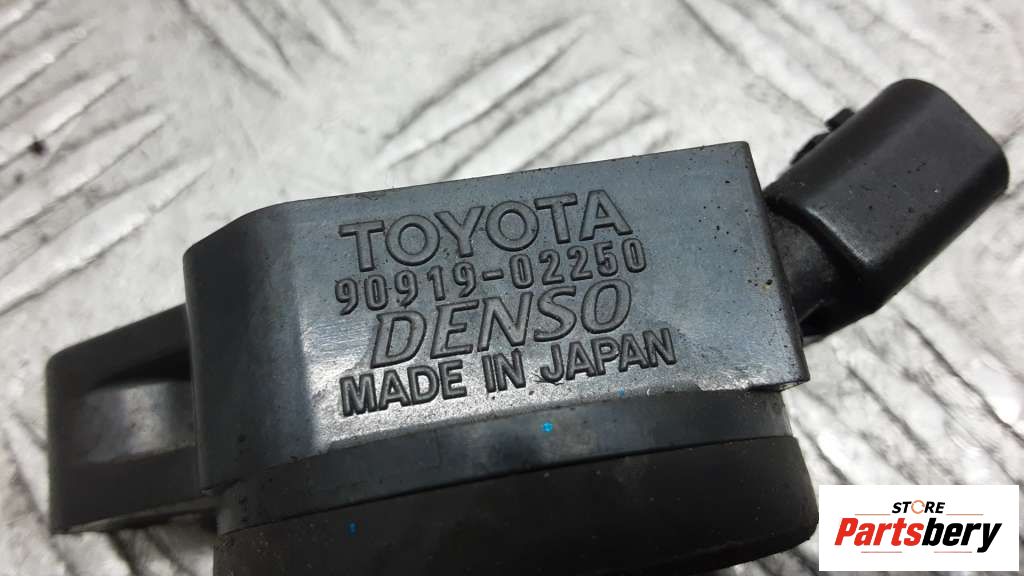 TOYOTA
90919-02250
DENSO
MADE IN JAPAN
STORE
Partsbery